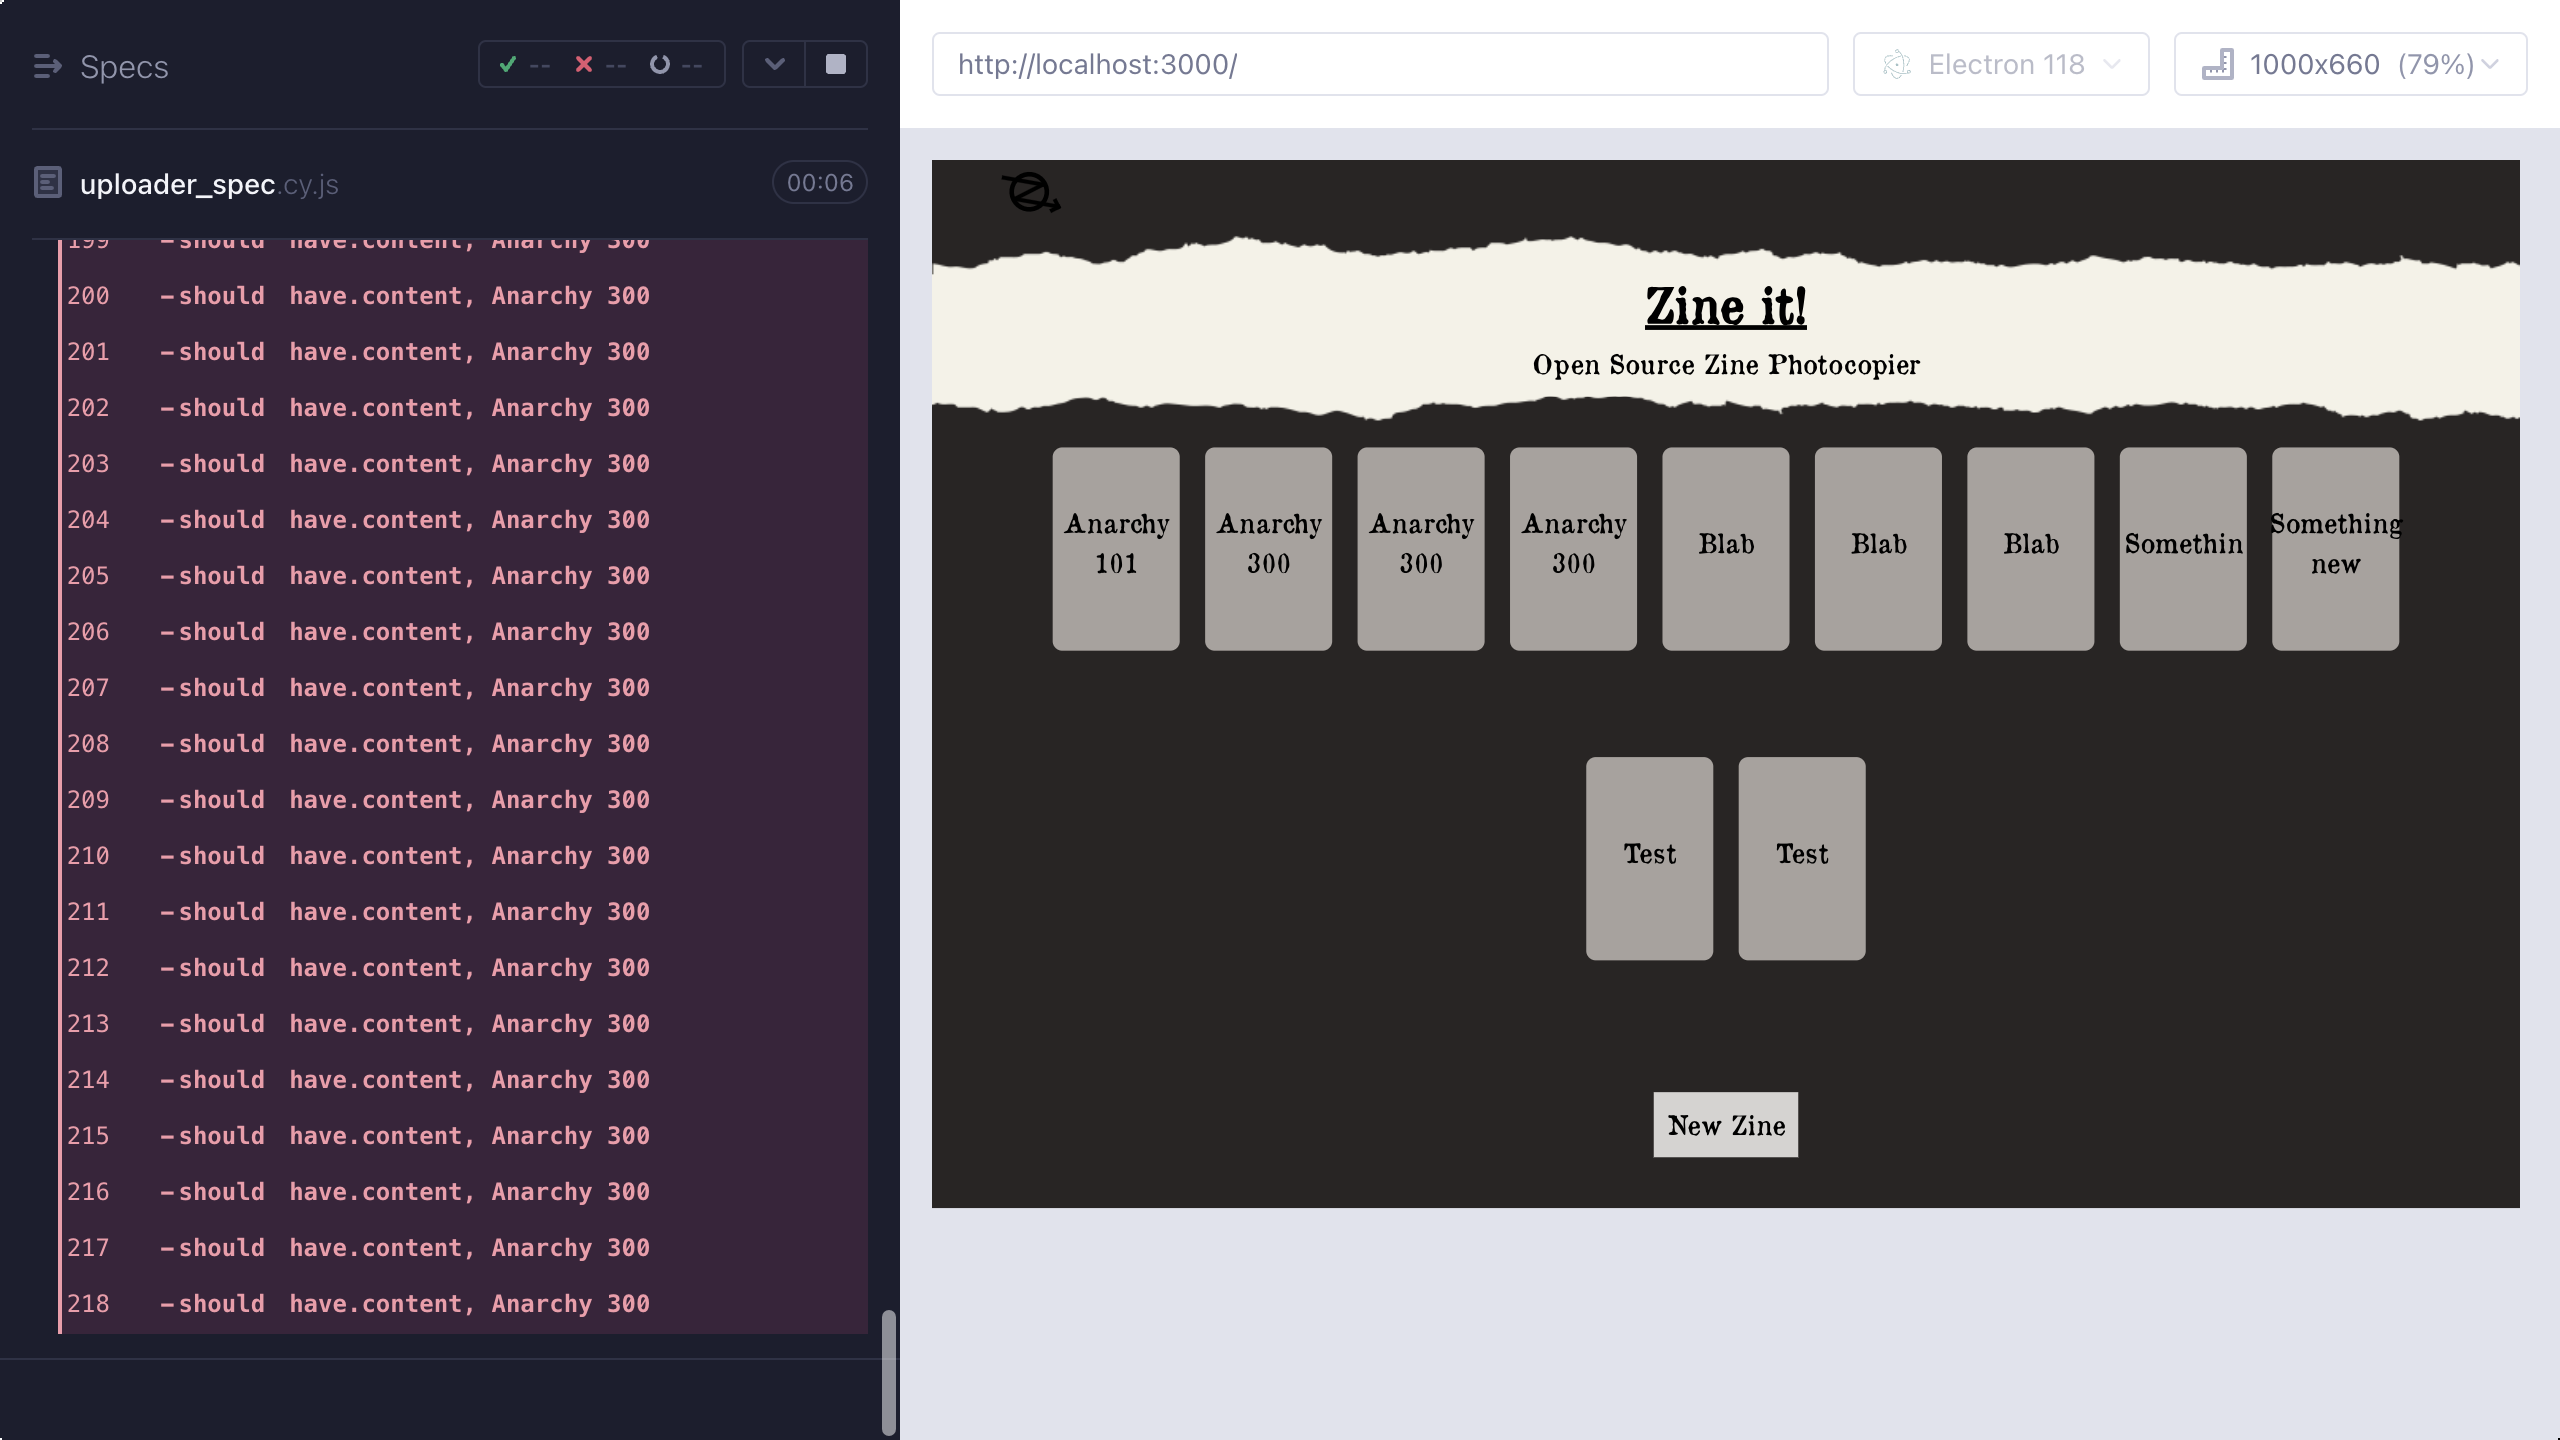 Specs
-- -- --
uploader_spec.cy.js 00:06
199 -should have.content, Anarchy 300
200 -should have.content, Anarchy 300
201 -should have.content, Anarchy 300
202 -should have.content, Anarchy 300
203 -should have.content, Anarchy 300
204 -should have.content, Anarchy 300
205 -should have.content, Anarchy 300
206 -should have.content, Anarchy 300
207 -should have.content, Anarchy 300
208 -should have.content, Anarchy 300
209 -should have.content, Anarchy 300
210 -should have.content, Anarchy 300
211 -should have.content, Anarchy 300
212 -should have.content, Anarchy 300
213 -should have.content, Anarchy 300
214 -should have.content, Anarchy 300
215 -should have.content, Anarchy 300
216 -should have.content, Anarchy 300
217 -should have.content, Anarchy 300
218 -should have.content, Anarchy 300
http://localhost:3000/
Electron 118
1000x660 (79%)
Zine it!
Open Source Zine Photocopier
Anarchy
101
Anarchy
300
Anarchy
300
Anarchy
300
Blab
Blab
Blab
Somethin
Something
new
Test
Test
New Zine